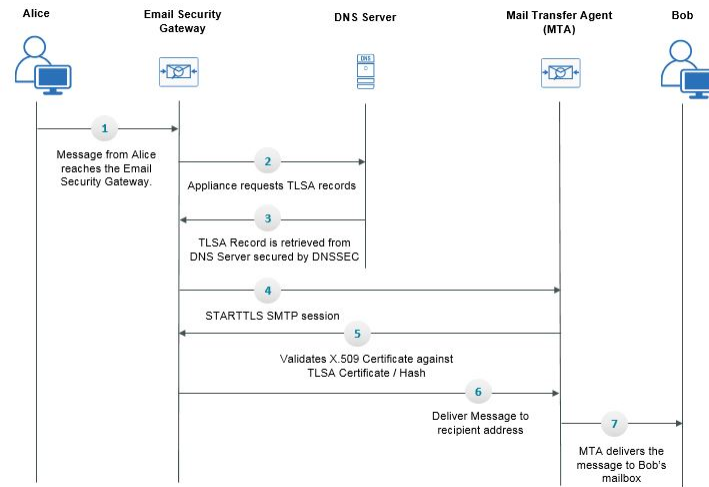 Alice
Email Security
Gateway
DNS Server
Mail Transfer Agent
(MTA)
Bob
DNS
1
Message from Alice
reaches the Email
Security Gateway.
2
Appliance requests TLSA records
3
TLSA Record is retrieved from
DNS Server secured by DNSSEC
4
STARTTLS SMTP session
5
Validates X.509 Certificate against
TLSA Certificate / Hash
6
Deliver Message to
recipient address
7
MTA delivers the
message to Bob's
mailbox